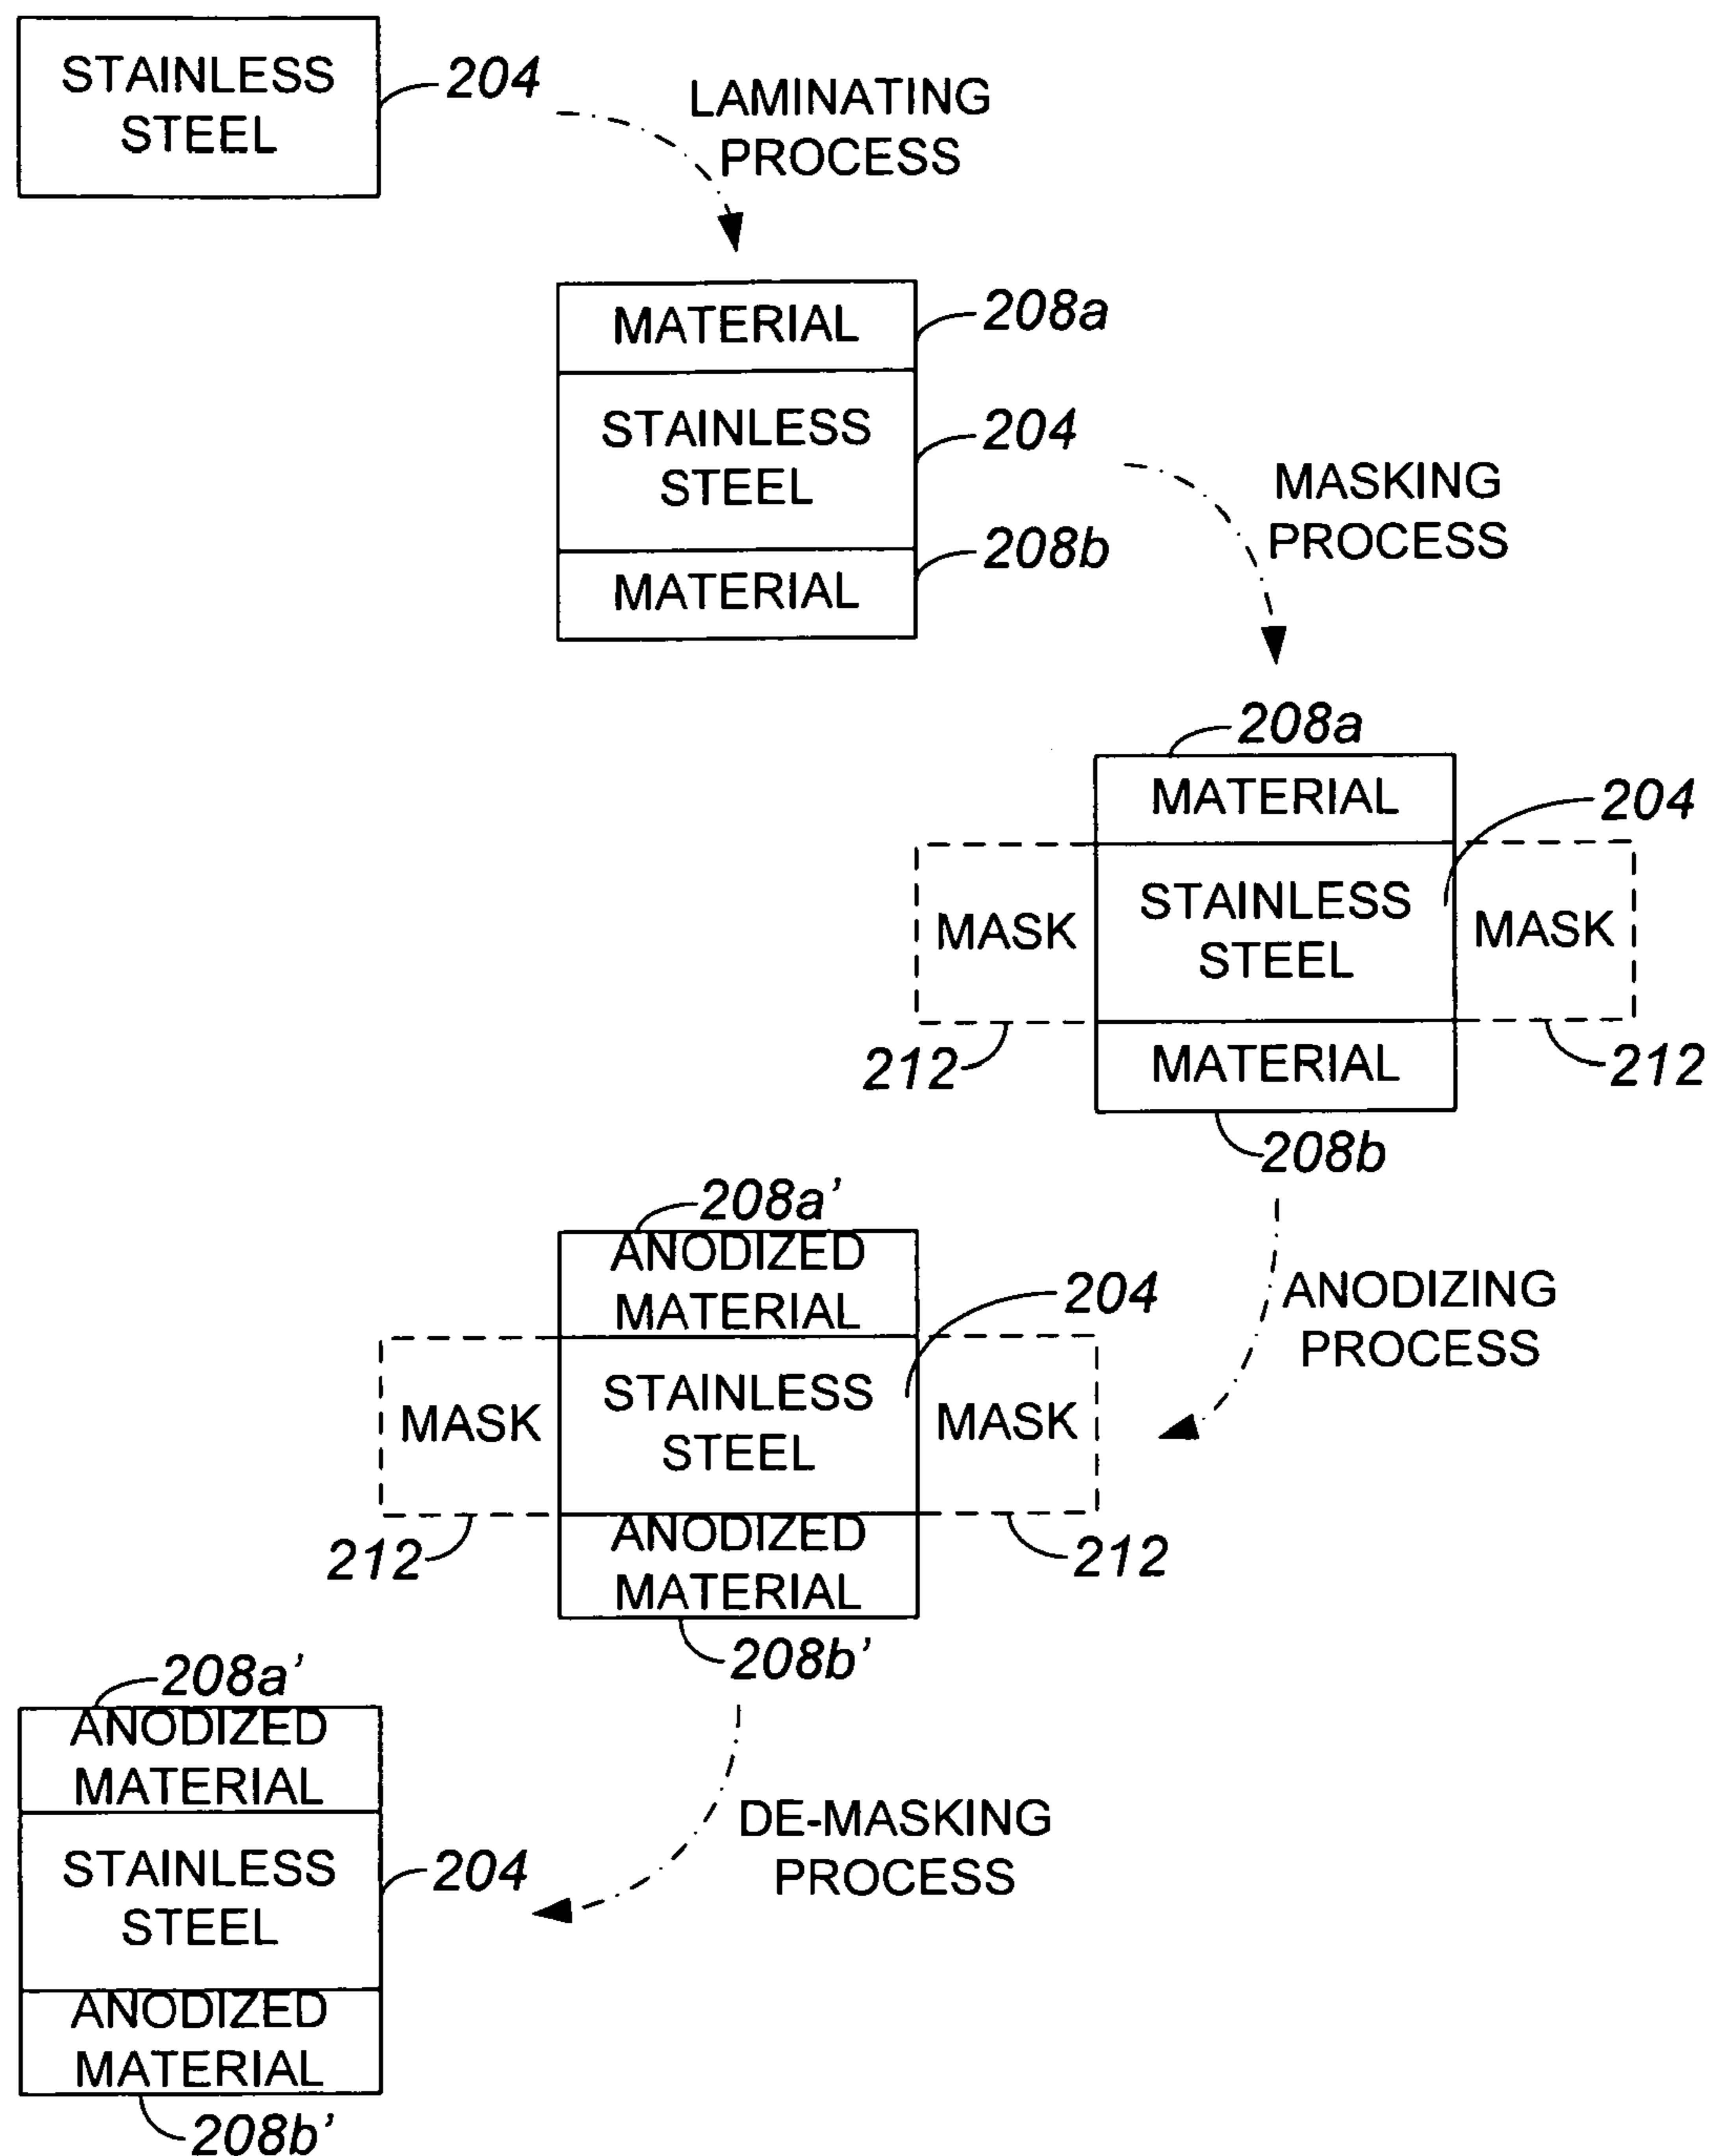 STAINLESS
STEEL
204
LAMINATING
PROCESS
MATERIAL
208a
STAINLESS
STEEL
204
MATERIAL
208b
MASKING
PROCESS
208a
MATERIAL
204
MASK
STAINLESS
STEEL
MASK
212
MATERIAL
212
208b
208a’
ANODIZED
MATERIAL
204
ANODIZING
PROCESS
MASK
STAINLESS
STEEL
MASK
212
ANODIZED
MATERIAL
212
208b’
208a’
ANODIZED
MATERIAL
DE-MASKING
PROCESS
STAINLESS
STEEL
204
ANODIZED
MATERIAL
208b’